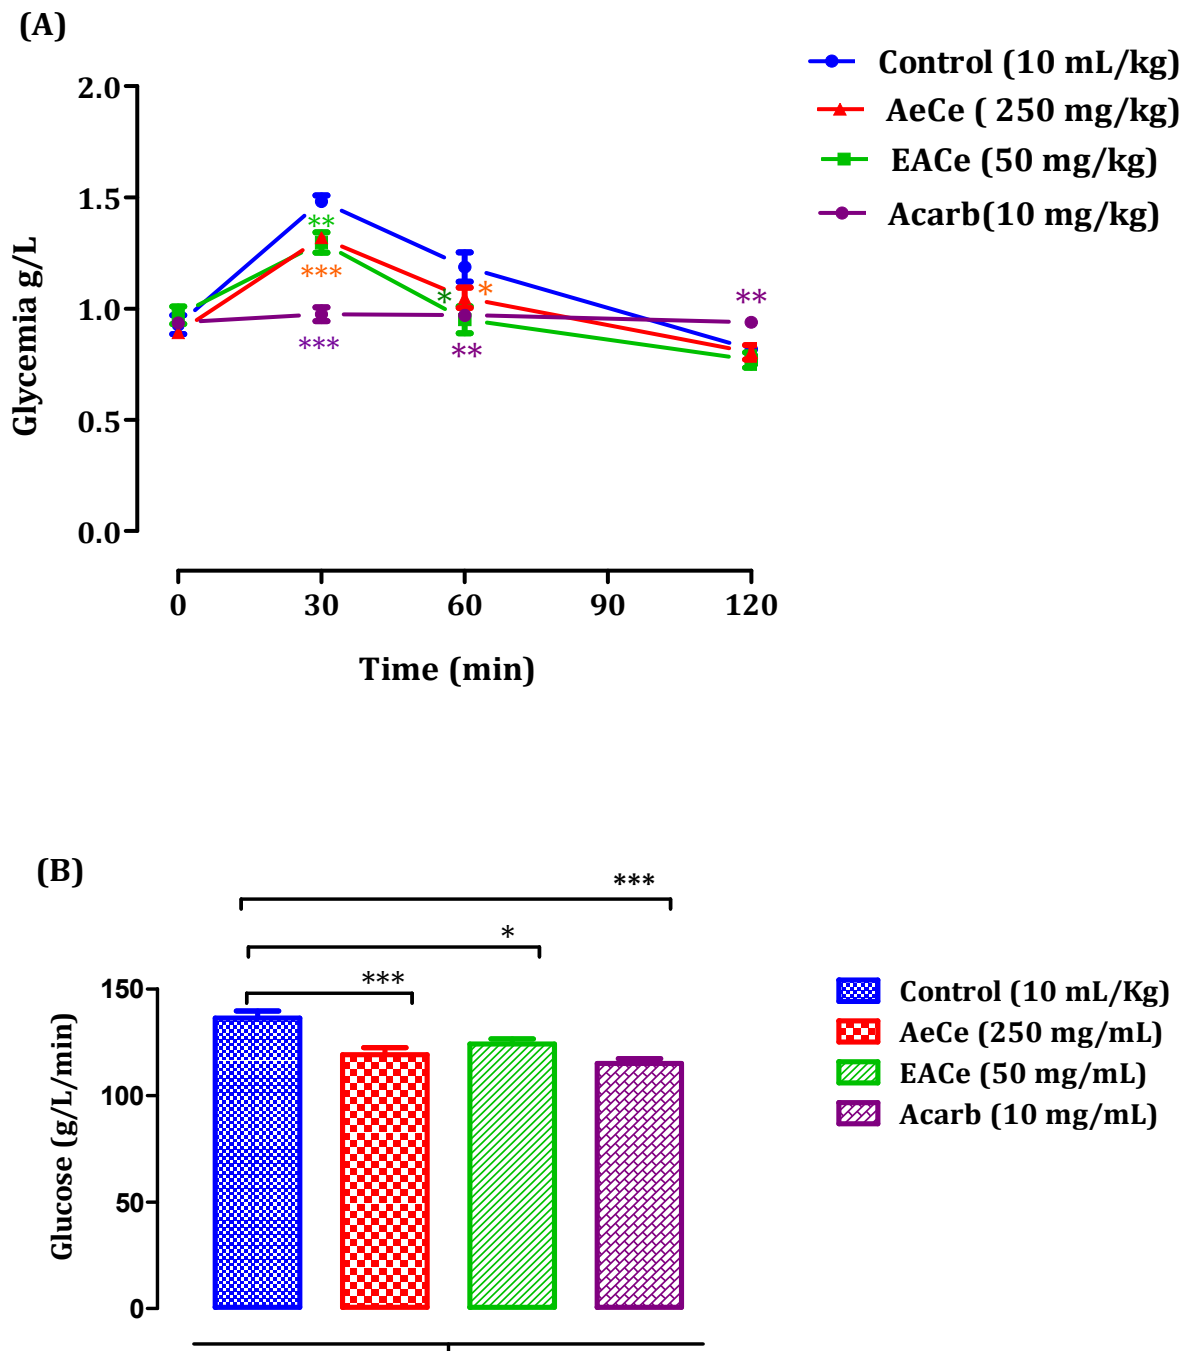 (A)
Control (10 mL/kg)
AeCe ( 250 mg/kg)
EACe (50 mg/kg)
Acarb(10 mg/kg)
2.0
1.5
1.0
0.5
0.0
Glycemia g/L
**
***
***
*
*
**
**
0 30 60 90 120
Time (min)
(B)
***
*
***
150
100
50
0
Glucose (g/L/min)
Control (10 mL/Kg)
AeCe (250 mg/mL)
EACe (50 mg/mL)
Acarb (10 mg/mL)